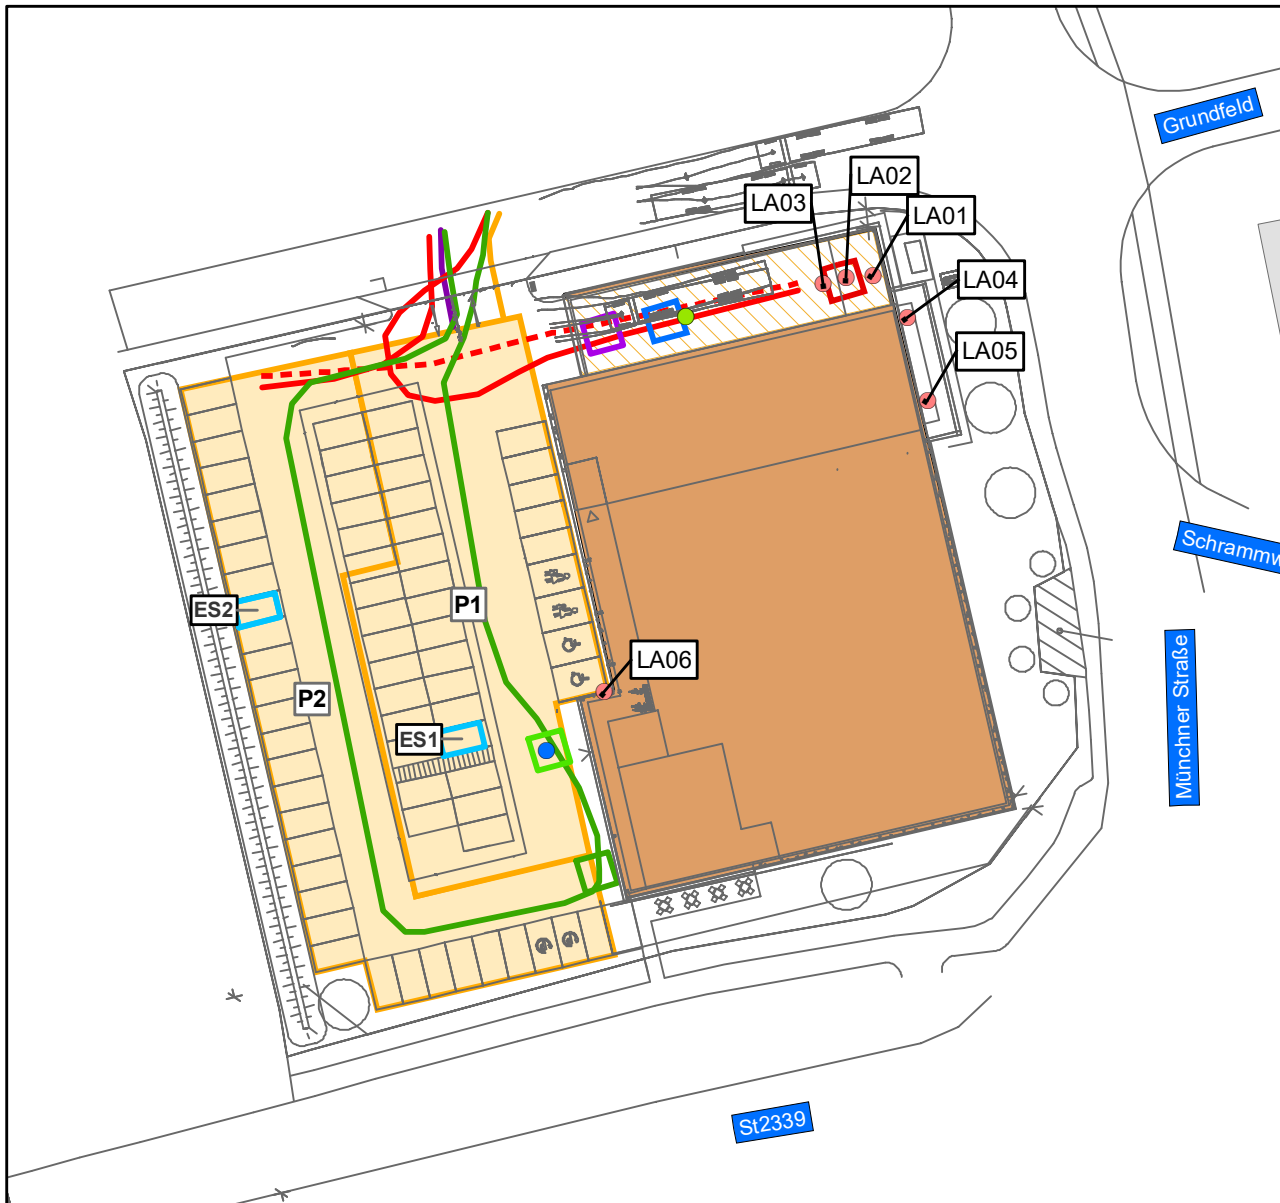 Grundfeld
LA02
LA03
LA01
LA04
LA05
Schrammw
ES2
P1
LA06
Münchner Straße
P2
ES1
St2339